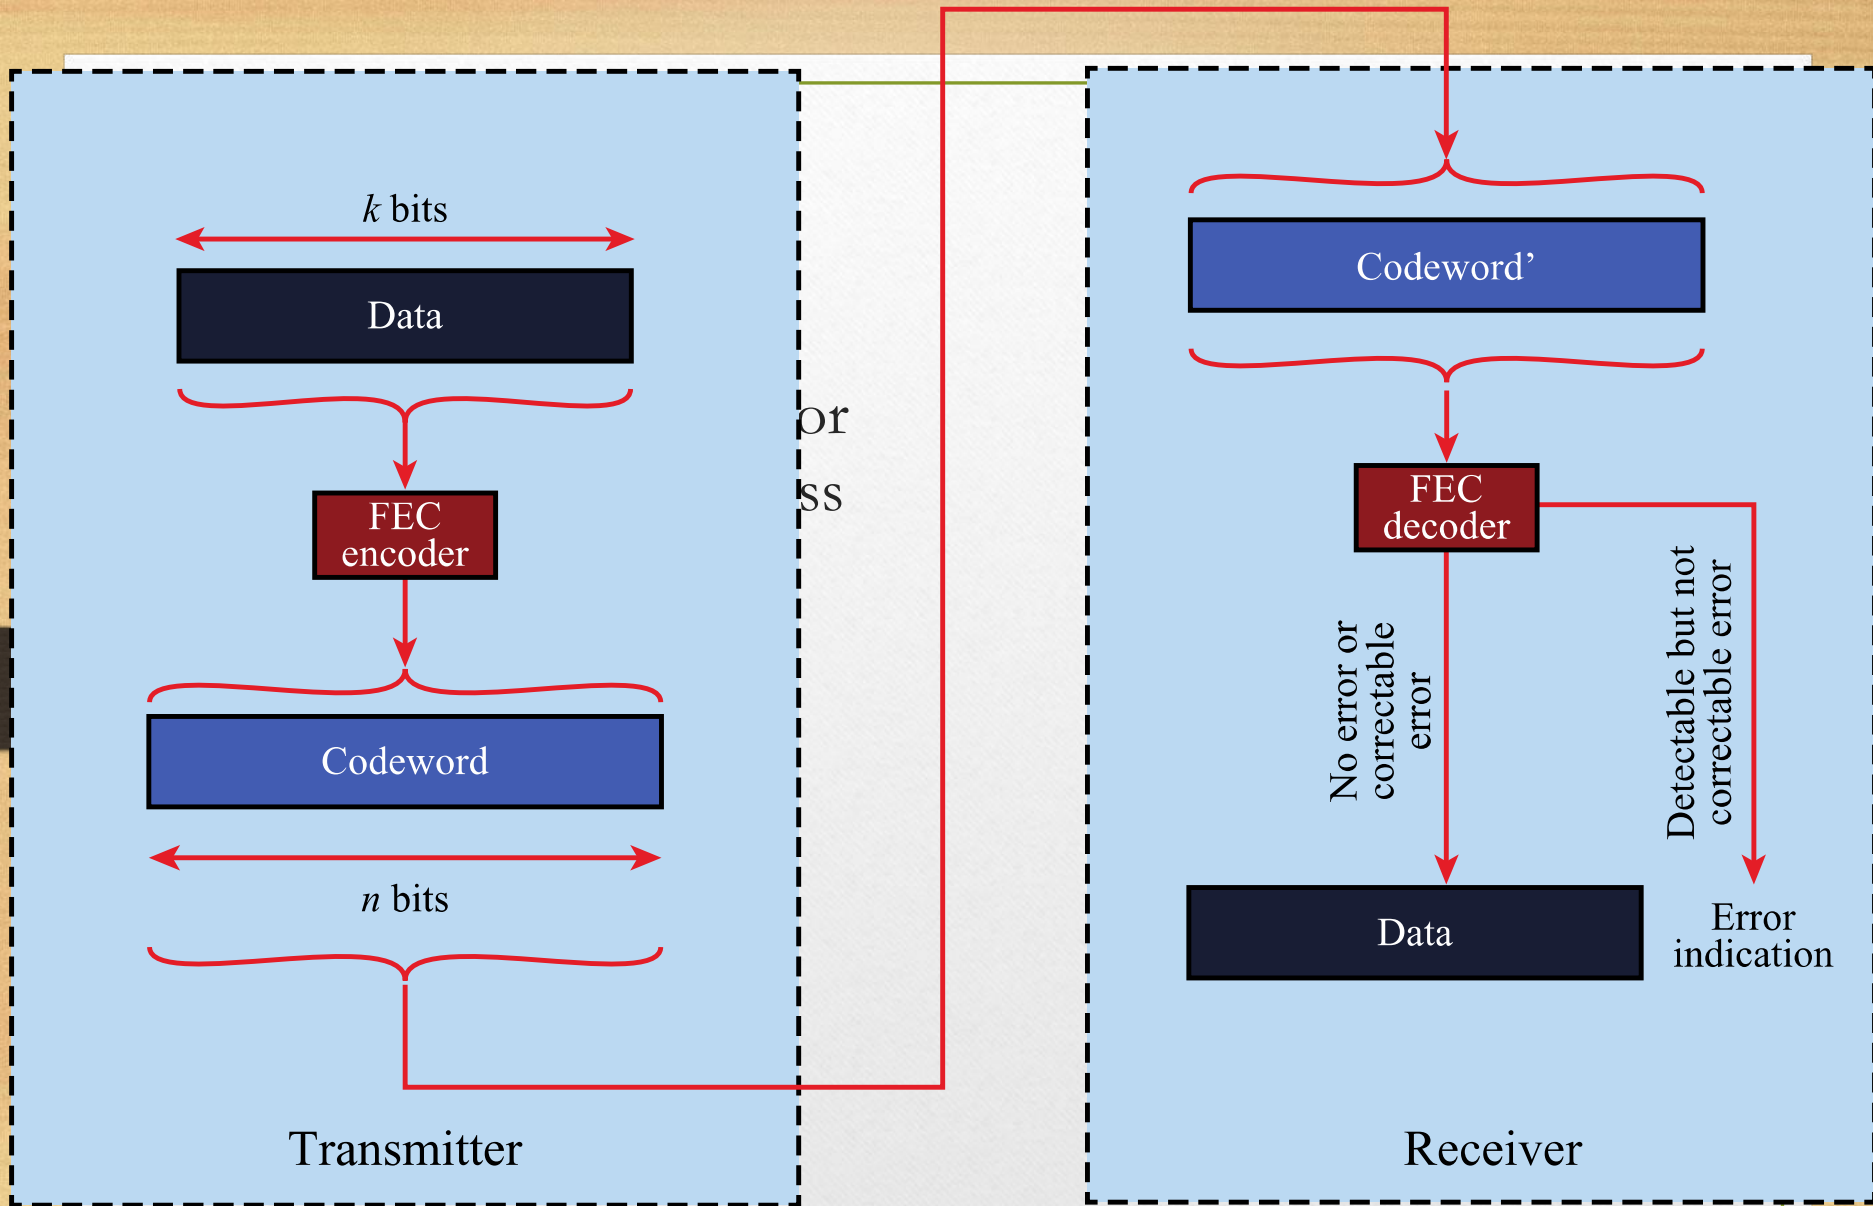 k bits
Data
FEC
encoder
Codeword
n bits
Transmitter
or
ss
Codeword’
FEC
decoder
No error or
correctable
error
Detectable but not
correctable error
Data
Error
indication
Receiver